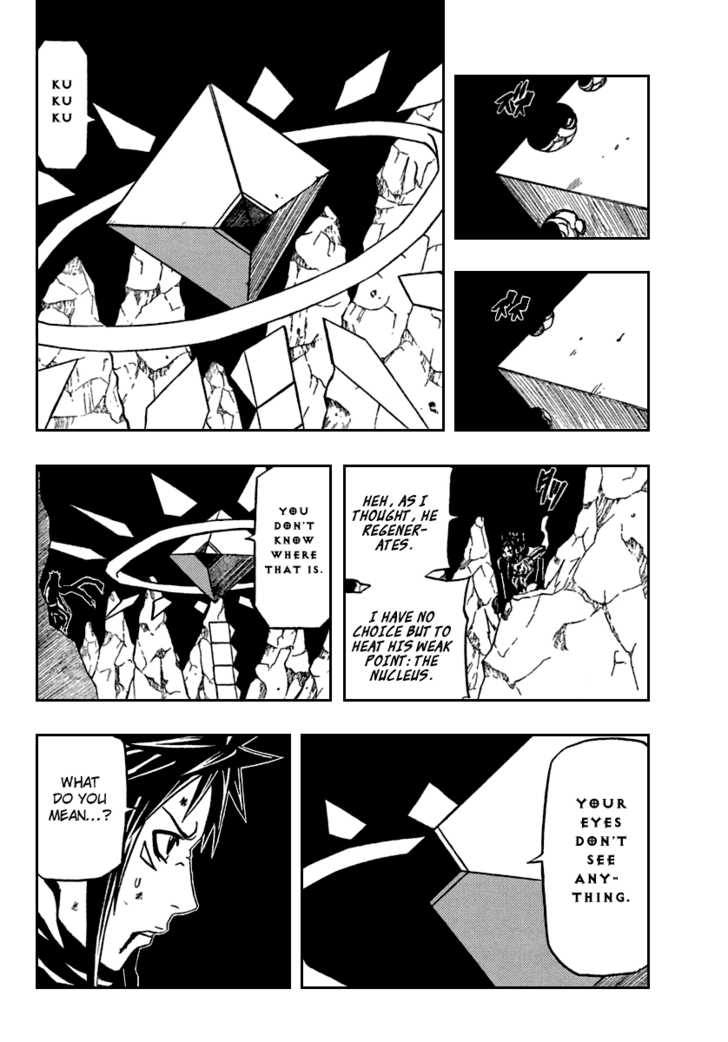 KU
KU
KU
HEH, AS I
THOUGHT, HE
REGENER-
ATES.
I HAVE NO
CHOICE BUT TO
HEAT HIS WEAK
POINT: THE
NUCLEUS.
YOU
DON'T
KNOW
WHERE
THAT IS.
YOUR
EYES
DON'T
SEE
ANY-
THING.
WHAT
DO YOU
MEAN...?